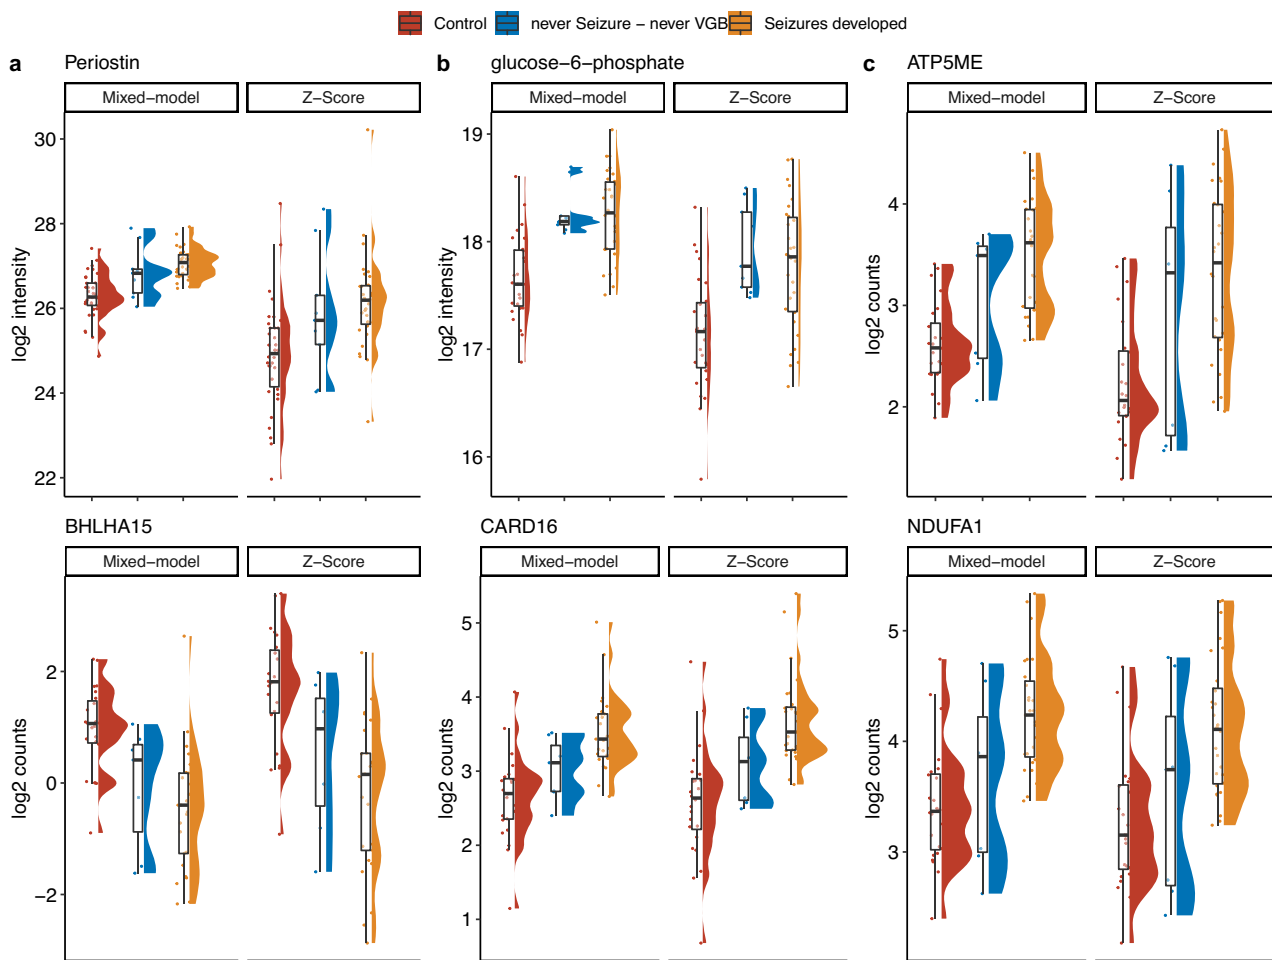 Control never Seizure − never VGB Seizures developed
a Periostin
Mixed−model Z−Score
log2 intensity
30
28
26
24
22
b glucose−6−phosphate
Mixed−model Z−Score
log2 intensity
19
18
17
16
c ATP5ME
Mixed−model Z−Score
log2 counts
4
3
2
BHLHA15
Mixed−model Z−Score
log2 counts
2
0
−2
CARD16
Mixed−model Z−Score
log2 counts
5
4
3
2
1
NDUFA1
Mixed−model Z−Score
log2 counts
5
4
3